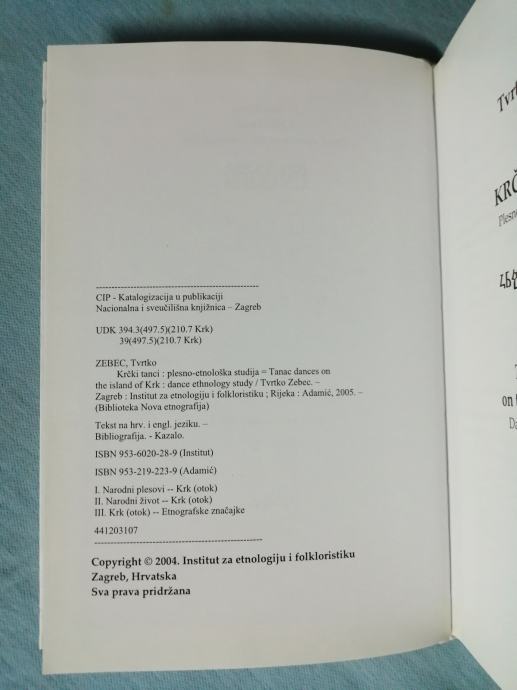 ------------------------------------------------
CIP - Katalogizacija u publikaciji
Nacionalna i sveučilišna knjižnica – Zagreb
UDK 394.3(497.5)(210.7 Krk)
39(497.5)(210.7 Krk)
ZEBEC, Tvrtko
Krčki tanci : plesno-etnološka studija = Tanac dances on
the island of Krk : dance ethnology study / Tvrtko Zebec. –
Zagreb : Institut za etnologiju i folkloristiku ; Rijeka : Adamić, 2005. –
(Biblioteka Nova etnografija)
Tekst na hrv. i engl. jeziku. –
Bibliografija. - Kazalo.
ISBN 953-6020-28-9 (Institut)
ISBN 953-219-223-9 (Adamić)
I. Narodni plesovi -- Krk (otok)
II. Narodni život -- Krk (otok)
III. Krk (otok) -- Etnografske značajke
441203107
------------------------------------------------
Copyright © 2004. Institut za etnologiju i folkloristiku
Zagreb, Hrvatska
Sva prava pridržana
on